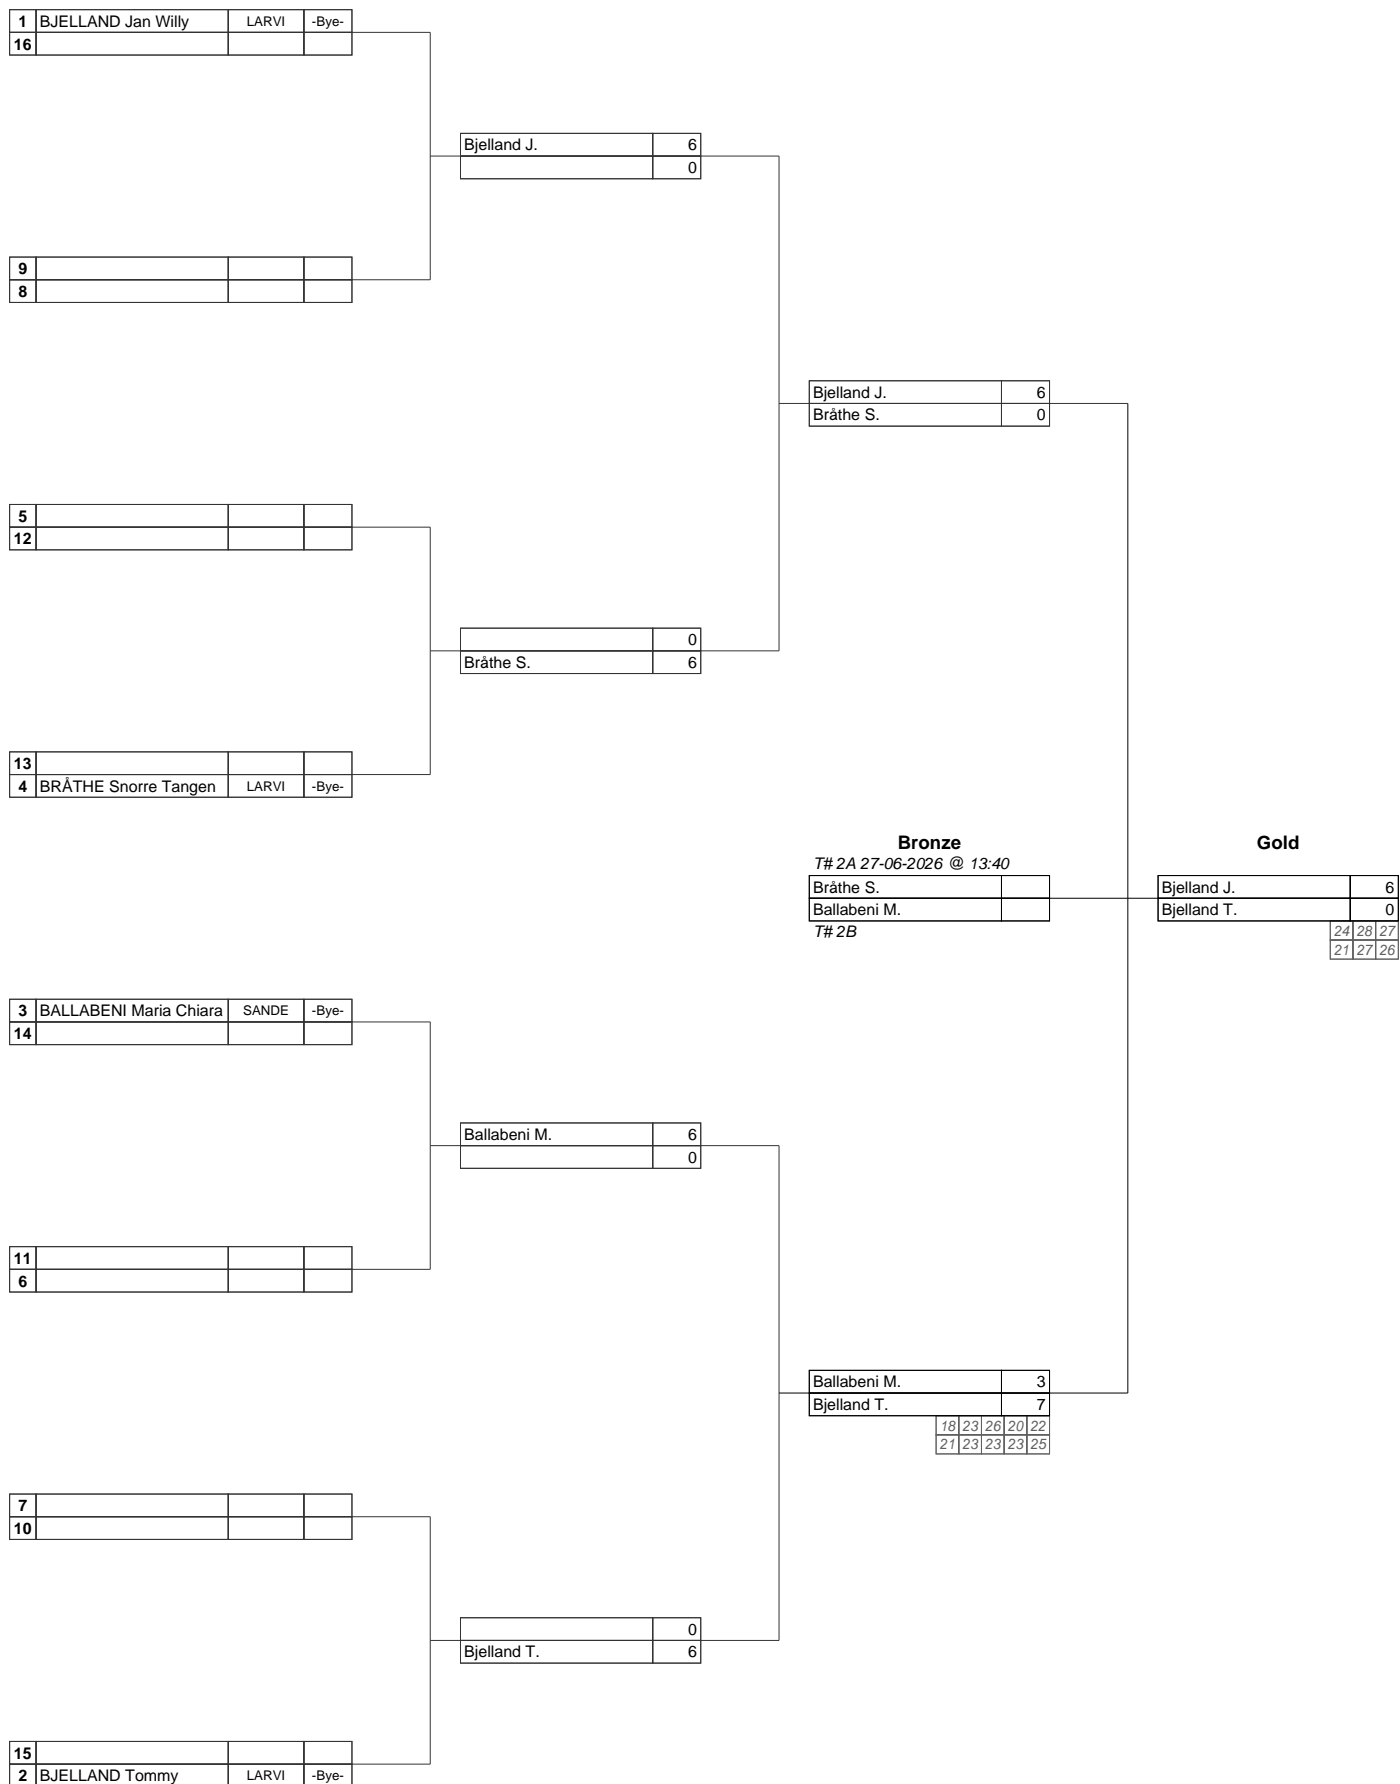 1 BJELLAND Jan Willy LARVI -Bye-
16
Bjelland J. 6
0
9
8
Bjelland J. 6
Bråthe S. 0
5
12
0
Bråthe S. 6
13
4 BRÅTHE Snorre Tangen LARVI -Bye-
Bronze Gold
T# 2A 27-06-2026 @ 13:40
Bråthe S. Bjelland J. 6
Ballabeni M. Bjelland T. 0
T# 2B 24 28 27
21 27 26
3 BALLABENI Maria Chiara SANDE -Bye-
14
Ballabeni M. 6
0
11
6
Ballabeni M. 3
Bjelland T. 7
18 23 26 20 22
21 23 23 23 25
7
10
0
Bjelland T. 6
15
2 BJELLAND Tommy LARVI -Bye-